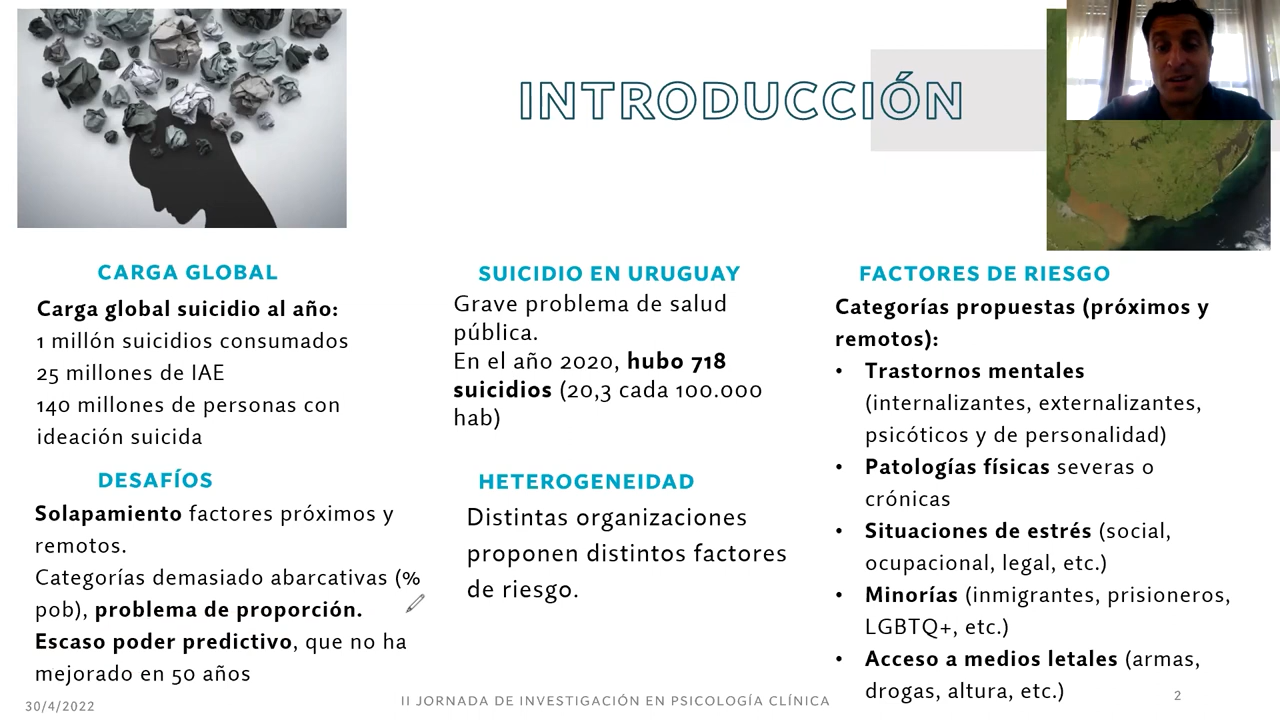 INTRODUCCIÓN
CARGA GLOBAL
Carga global suicidio al año:
1 millón suicidios consumados
25 millones de IAE
140 millones de personas con
ideación suicida
DESAFÍOS
Solapamiento factores próximos y
remotos.
Categorías demasiado abarcativas (%
pob), problema de proporción.
Escaso poder predictivo, que no ha
mejorado en 50 años
SUICIDIO EN URUGUAY
Grave problema de salud
pública.
En el año 2020, hubo 718
suicidios (20,3 cada 100.000
hab)
HETEROGENEIDAD
Distintas organizaciones
proponen distintos factores
de riesgo.
FACTORES DE RIESGO
Categorías propuestas (próximos y
remotos):
• Trastornos mentales
(internalizantes, externalizantes,
psicóticos y de personalidad)
• Patologías físicas severas o
crónicas
• Situaciones de estrés (social,
ocupacional, legal, etc.)
• Minorías (inmigrantes, prisioneros,
LGBTQ+, etc.)
• Acceso a medios letales (armas,
drogas, altura, etc.)
30/4/2022
II JORNADA DE INVESTIGACIÓN EN PSICOLOGÍA CLÍNICA
2